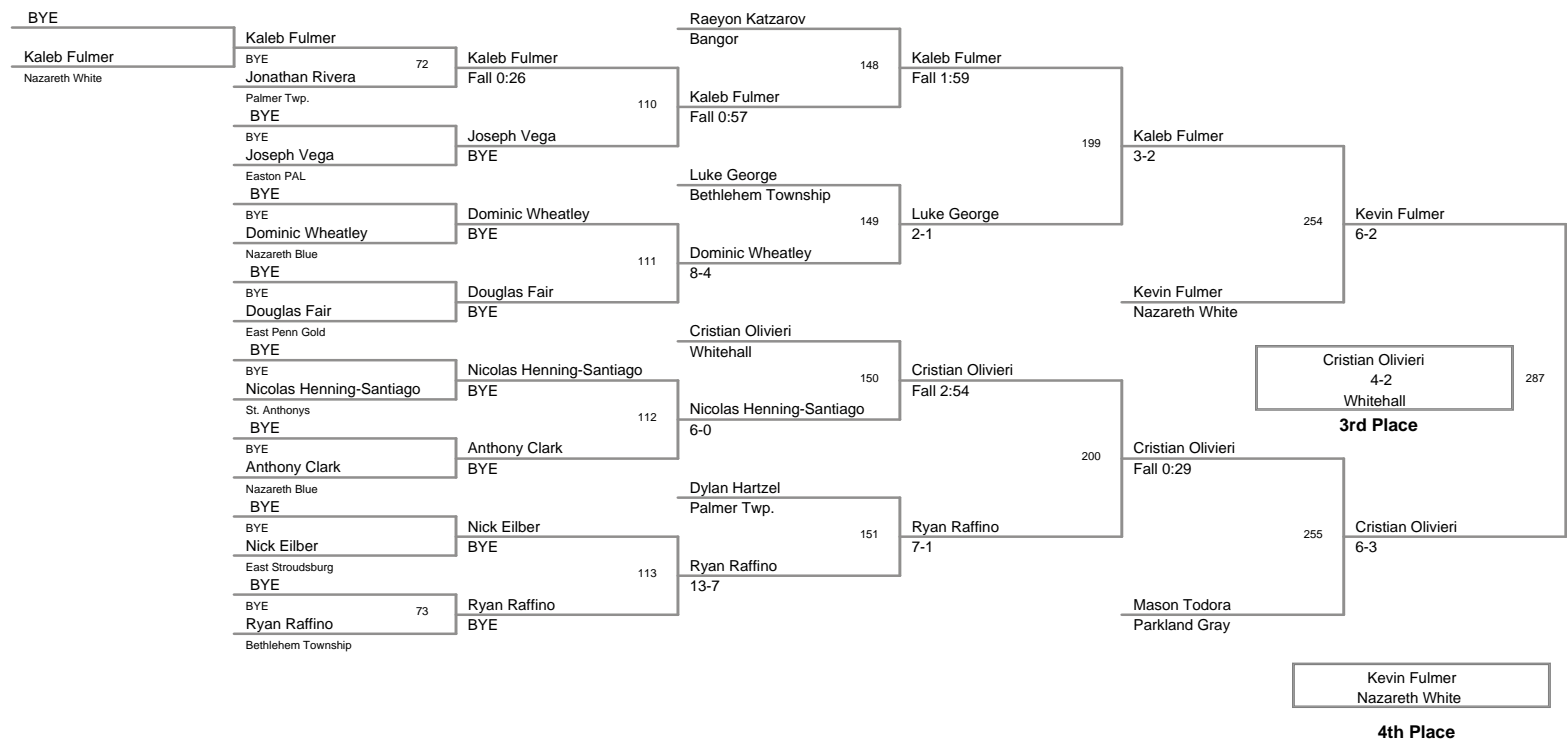 BYE
Kaleb Fulmer
Nazareth White
Kaleb Fulmer
BYE
72
Jonathan Rivera
Palmer Twp.
BYE
BYE
Joseph Vega
Easton PAL
BYE
BYE
Dominic Wheatley
Nazareth Blue
BYE
BYE
Douglas Fair
East Penn Gold
BYE
BYE
Nicolas Henning-Santiago
St. Anthonys
BYE
BYE
Anthony Clark
Nazareth Blue
BYE
BYE
Nick Eilber
East Stroudsburg
BYE
BYE
73
Ryan Raffino
Bethlehem Township
Kaleb Fulmer
Fall 0:26
110
Joseph Vega
BYE
Dominic Wheatley
BYE
111
Douglas Fair
BYE
Nicolas Henning-Santiago
BYE
112
Anthony Clark
BYE
Nick Eilber
BYE
113
Ryan Raffino
BYE
Raeyon Katzarov
Bangor
148
Kaleb Fulmer
Fall 0:57
Luke George
Bethlehem Township
149
Dominic Wheatley
8-4
Cristian Olivieri
Whitehall
150
Nicolas Henning-Santiago
6-0
Dylan Hartzel
Palmer Twp.
151
Ryan Raffino
13-7
Kaleb Fulmer
Fall 1:59
199
Luke George
2-1
Cristian Olivieri
Fall 2:54
200
Ryan Raffino
7-1
Kaleb Fulmer
3-2
254
Kevin Fulmer
Nazareth White
Cristian Olivieri
Fall 0:29
255
Mason Todora
Parkland Gray
Kevin Fulmer
6-2
Cristian Olivieri
4-2
Whitehall
287
3rd Place
Cristian Olivieri
6-3
Kevin Fulmer
Nazareth White
4th Place